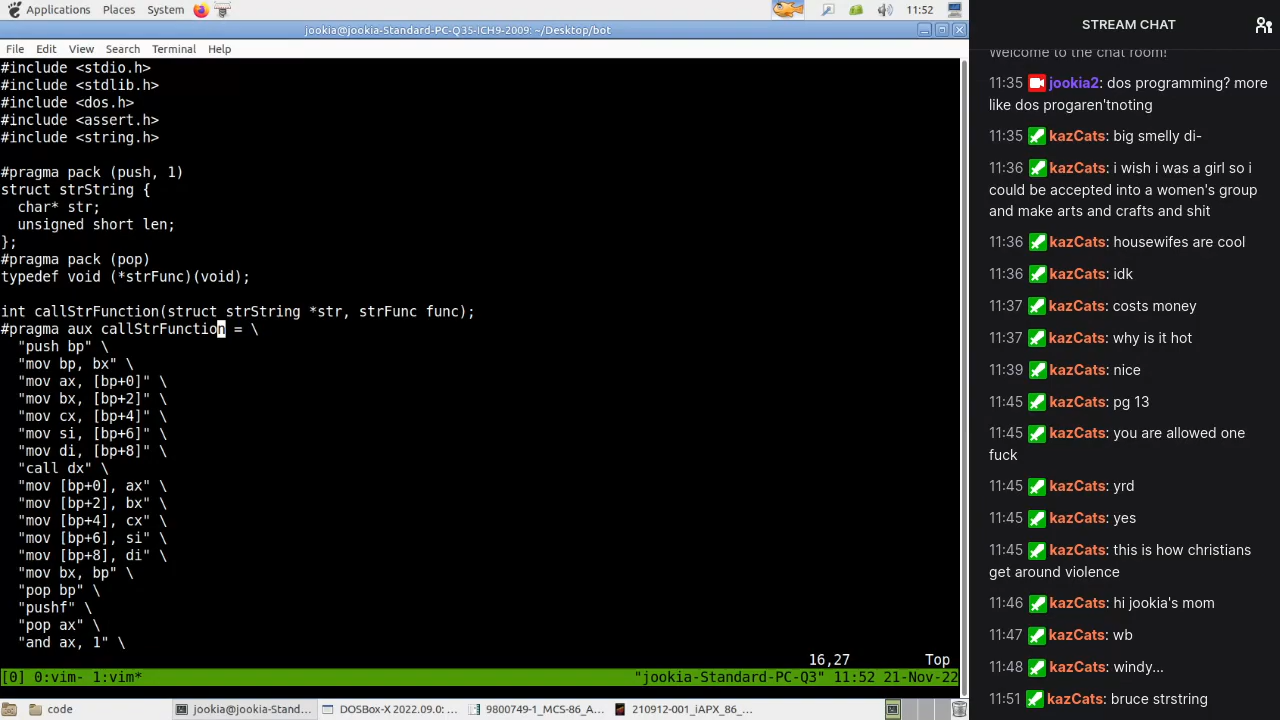 Applications Places System 11:52
jookia@jookia-Standard-PC-Q35-ICH9-2009: ~/Desktop/bot
File Edit View Search Terminal Help
#include <stdio.h>
#include <stdlib.h>
#include <dos.h>
#include <assert.h>
#include <string.h>
#pragma pack (push, 1)
struct strString {
char* str;
unsigned short len;
};
#pragma pack (pop)
typedef void (*strFunc)(void);
int callStrFunction(struct strString *str, strFunc func);
#pragma aux callStrFunction = \
"push bp" \
"mov bp, bx" \
"mov ax, [bp+0]" \
"mov bx, [bp+2]" \
"mov cx, [bp+4]" \
"mov si, [bp+6]" \
"mov di, [bp+8]" \
"call dx" \
"mov [bp+0], ax" \
"mov [bp+2], bx" \
"mov [bp+4], cx" \
"mov [bp+6], si" \
"mov [bp+8], di" \
"mov bx, bp" \
"pop bp" \
"pushf" \
"pop ax" \
"and ax, 1" \
16,27 Top
[0] 0:vim- 1:vim* "jookia-Standard-PC-Q3" 11:52 21-Nov-22
code jookia@jookia-Stand... DOSBox-X 2022.09.0: ... 9800749-1_MCS-86_A... 210912-001_iAPX_86_...
STREAM CHAT
Welcome to the chat room!
11:35 jookia2: dos programming? more
like dos progaren'tnoting
11:35 kazCats: big smelly di-
11:36 kazCats: i wish i was a girl so i
could be accepted into a women's group
and make arts and crafts and shit
11:36 kazCats: housewifes are cool
11:36 kazCats: idk
11:37 kazCats: costs money
11:37 kazCats: why is it hot
11:39 kazCats: nice
11:45 kazCats: pg 13
11:45 kazCats: you are allowed one
fuck
11:45 kazCats: yrd
11:45 kazCats: yes
11:45 kazCats: this is how christians
get around violence
11:46 kazCats: hi jookia's mom
11:47 kazCats: wb
11:48 kazCats: windy...
11:51 kazCats: bruce strstring